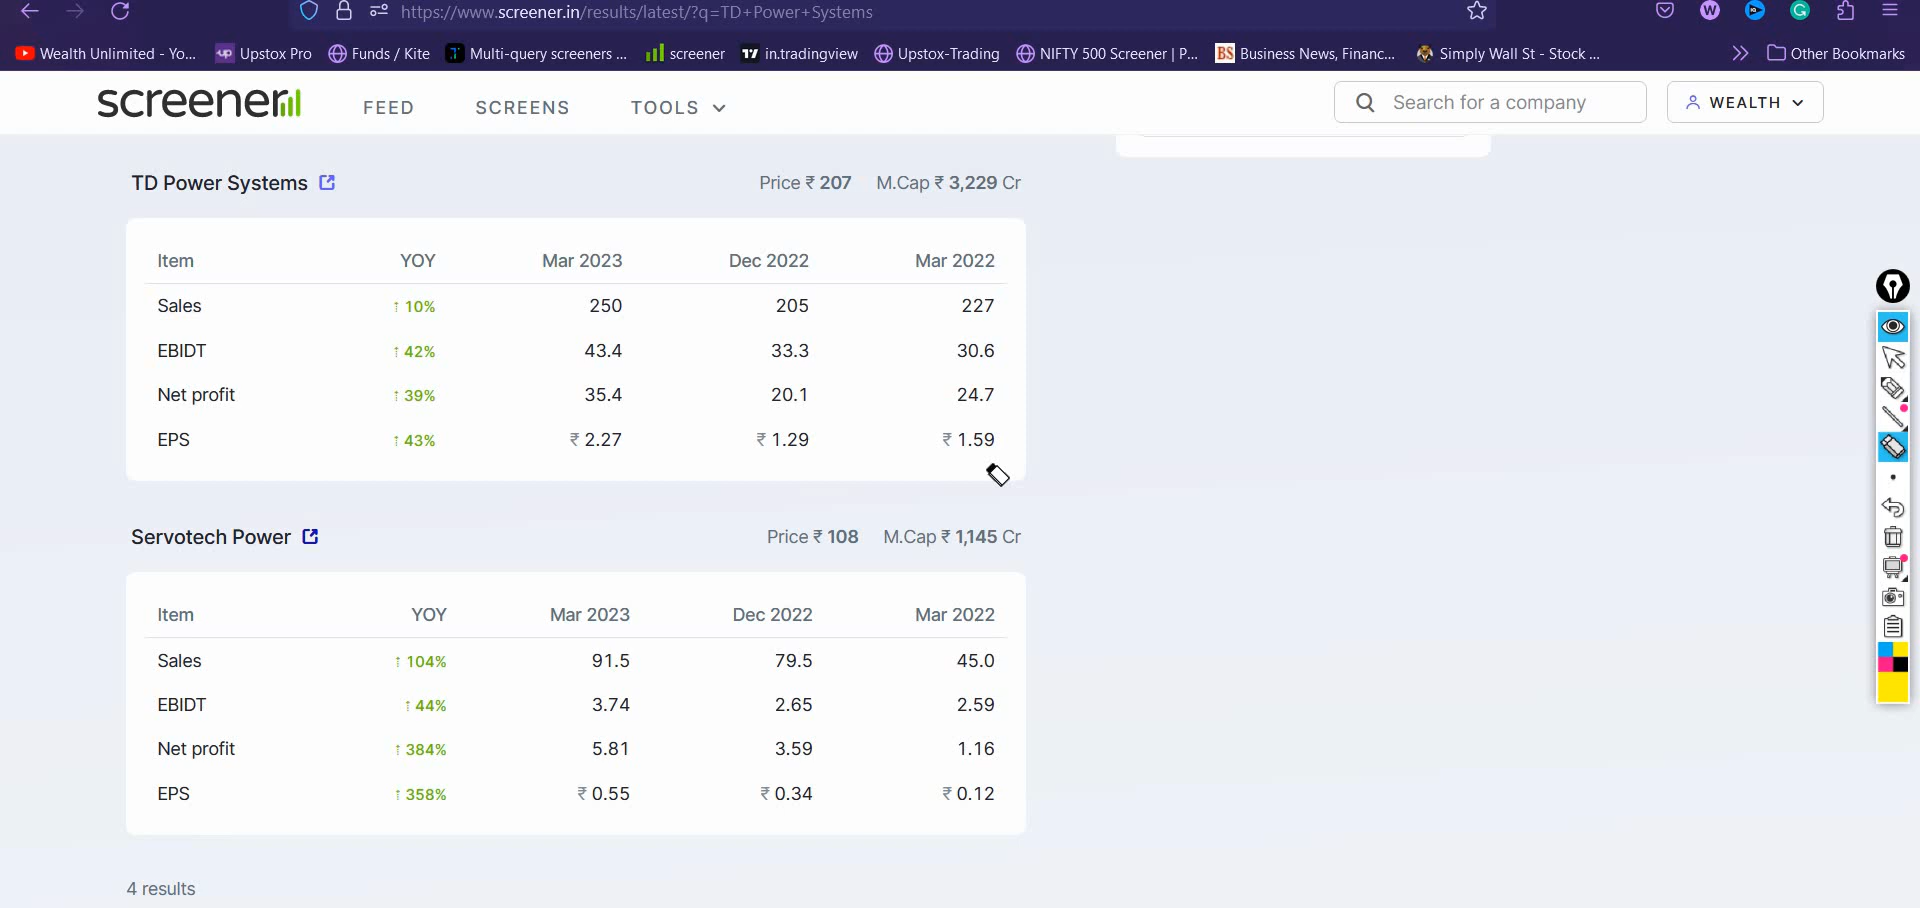 https://www.screener.in/results/latest/?q=TD+Power+Systems
Wealth Unlimited - Yo... Upstox Pro Funds / Kite Multi-query screeners ... screener in.tradingview Upstox-Trading NIFTY 500 Screener | P... BS Business News, Financ... Simply Wall St - Stock ... Other Bookmarks
screener FEED SCREENS TOOLS Search for a company WEALTH
TD Power Systems Price ₹ 207 M.Cap ₹ 3,229 Cr
Item YOY Mar 2023 Dec 2022 Mar 2022
Sales ↑ 10% 250 205 227
EBIDT ↑ 42% 43.4 33.3 30.6
Net profit ↑ 39% 35.4 20.1 24.7
EPS ↑ 43% ₹ 2.27 ₹ 1.29 ₹ 1.59
Servotech Power Price ₹ 108 M.Cap ₹ 1,145 Cr
Item YOY Mar 2023 Dec 2022 Mar 2022
Sales ↑ 104% 91.5 79.5 45.0
EBIDT ↑ 44% 3.74 2.65 2.59
Net profit ↑ 384% 5.81 3.59 1.16
EPS ↑ 358% ₹ 0.55 ₹ 0.34 ₹ 0.12
4 results